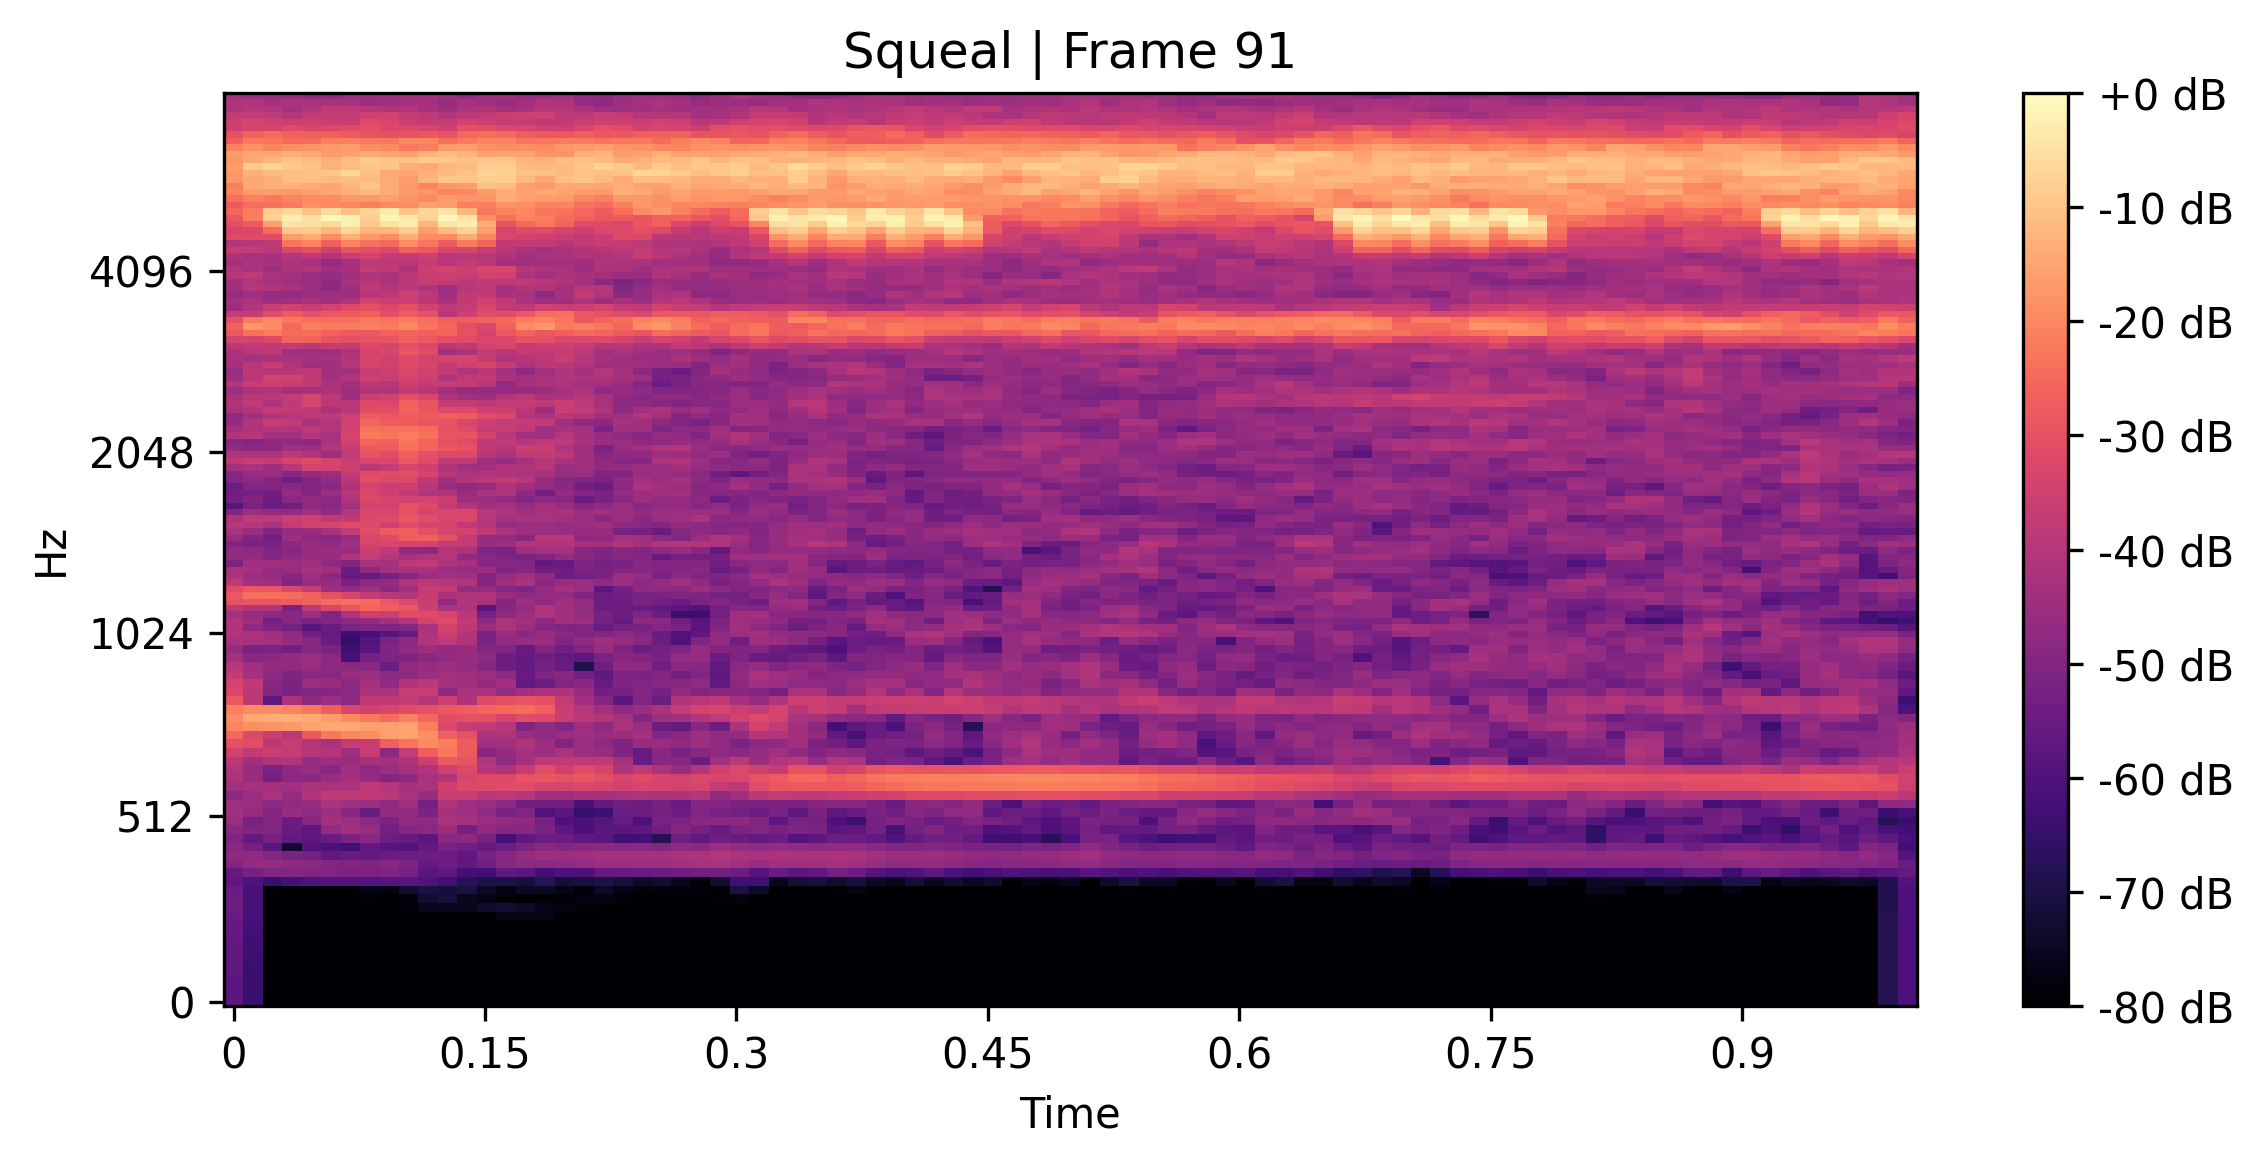 Squeal | Frame 91
Hz
4096
2048
1024
512
0
0 0.15 0.3 0.45 0.6 0.75 0.9
Time
+0 dB
-10 dB
-20 dB
-30 dB
-40 dB
-50 dB
-60 dB
-70 dB
-80 dB